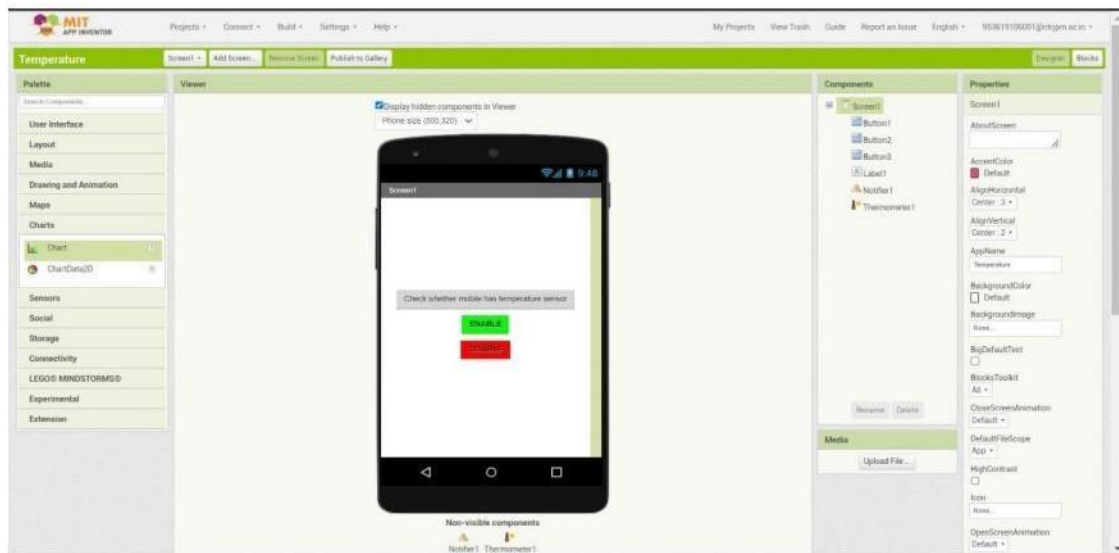 MIT
APP INVENTOR
Projects Connect Build Settings Help
My Projects View Trash Guide Report an Issue English
Temperature
Screen1 Add Screen ... Remove Screen Publish to Gallery
Designer Blocks
Palette
Search Components...
User Interface
Layout
Media
Drawing and Animation
Maps
Charts
Chart
ChartData2D
Sensors
Social
Storage
Connectivity
LEGO® MINDSTORMS®
Experimental
Extension
Viewer
Display hidden components in Viewer
Phone size
9:48
Screen1
Check whether mobile has temperature sensor
ENABLE
Non-visible components
Notifier1 Thermometer1
Components
Screen1
Button1
Button2
Button3
Label1
Notifier1
Thermometer1
Rename Delete
Media
Upload File ...
Properties
Screen1
AboutScreen
AccentColor
Default
AlignHorizontal
Center : 3
AlignVertical
Center : 2
AppName
Temperature
BackgroundColor
Default
BackgroundImage
None...
BigDefaultText
BlocksToolkit
All
CloseScreenAnimation
Default
DefaultFileScope
App
HighContrast
Icon
None...
OpenScreenAnimation
Default